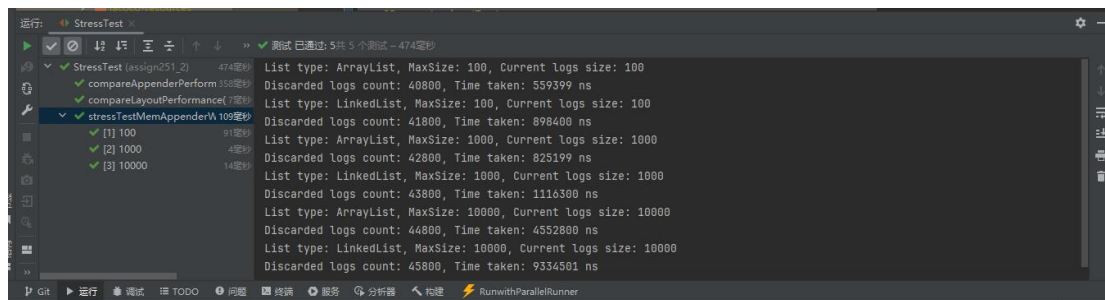 运行: StressTest
测试 已通过: 5共 5 个测试 – 474毫秒
StressTest (assign251_2) 474毫秒
compareAppenderPerform 358毫秒
compareLayoutPerformance( 7毫秒
stressTestMemAppenderW 109毫秒
[1] 100 91毫秒
[2] 1000 4毫秒
[3] 10000 14毫秒
List type: ArrayList, MaxSize: 100, Current logs size: 100
Discarded logs count: 40800, Time taken: 559399 ns
List type: LinkedList, MaxSize: 100, Current logs size: 100
Discarded logs count: 41800, Time taken: 898400 ns
List type: ArrayList, MaxSize: 1000, Current logs size: 1000
Discarded logs count: 42800, Time taken: 825199 ns
List type: LinkedList, MaxSize: 1000, Current logs size: 1000
Discarded logs count: 43800, Time taken: 1116300 ns
List type: ArrayList, MaxSize: 10000, Current logs size: 10000
Discarded logs count: 44800, Time taken: 4552800 ns
List type: LinkedList, MaxSize: 10000, Current logs size: 10000
Discarded logs count: 45800, Time taken: 9334501 ns
Git 运行 调试 TODO 问题 终端 服务 分析器 构建 RunwithParallelRunner